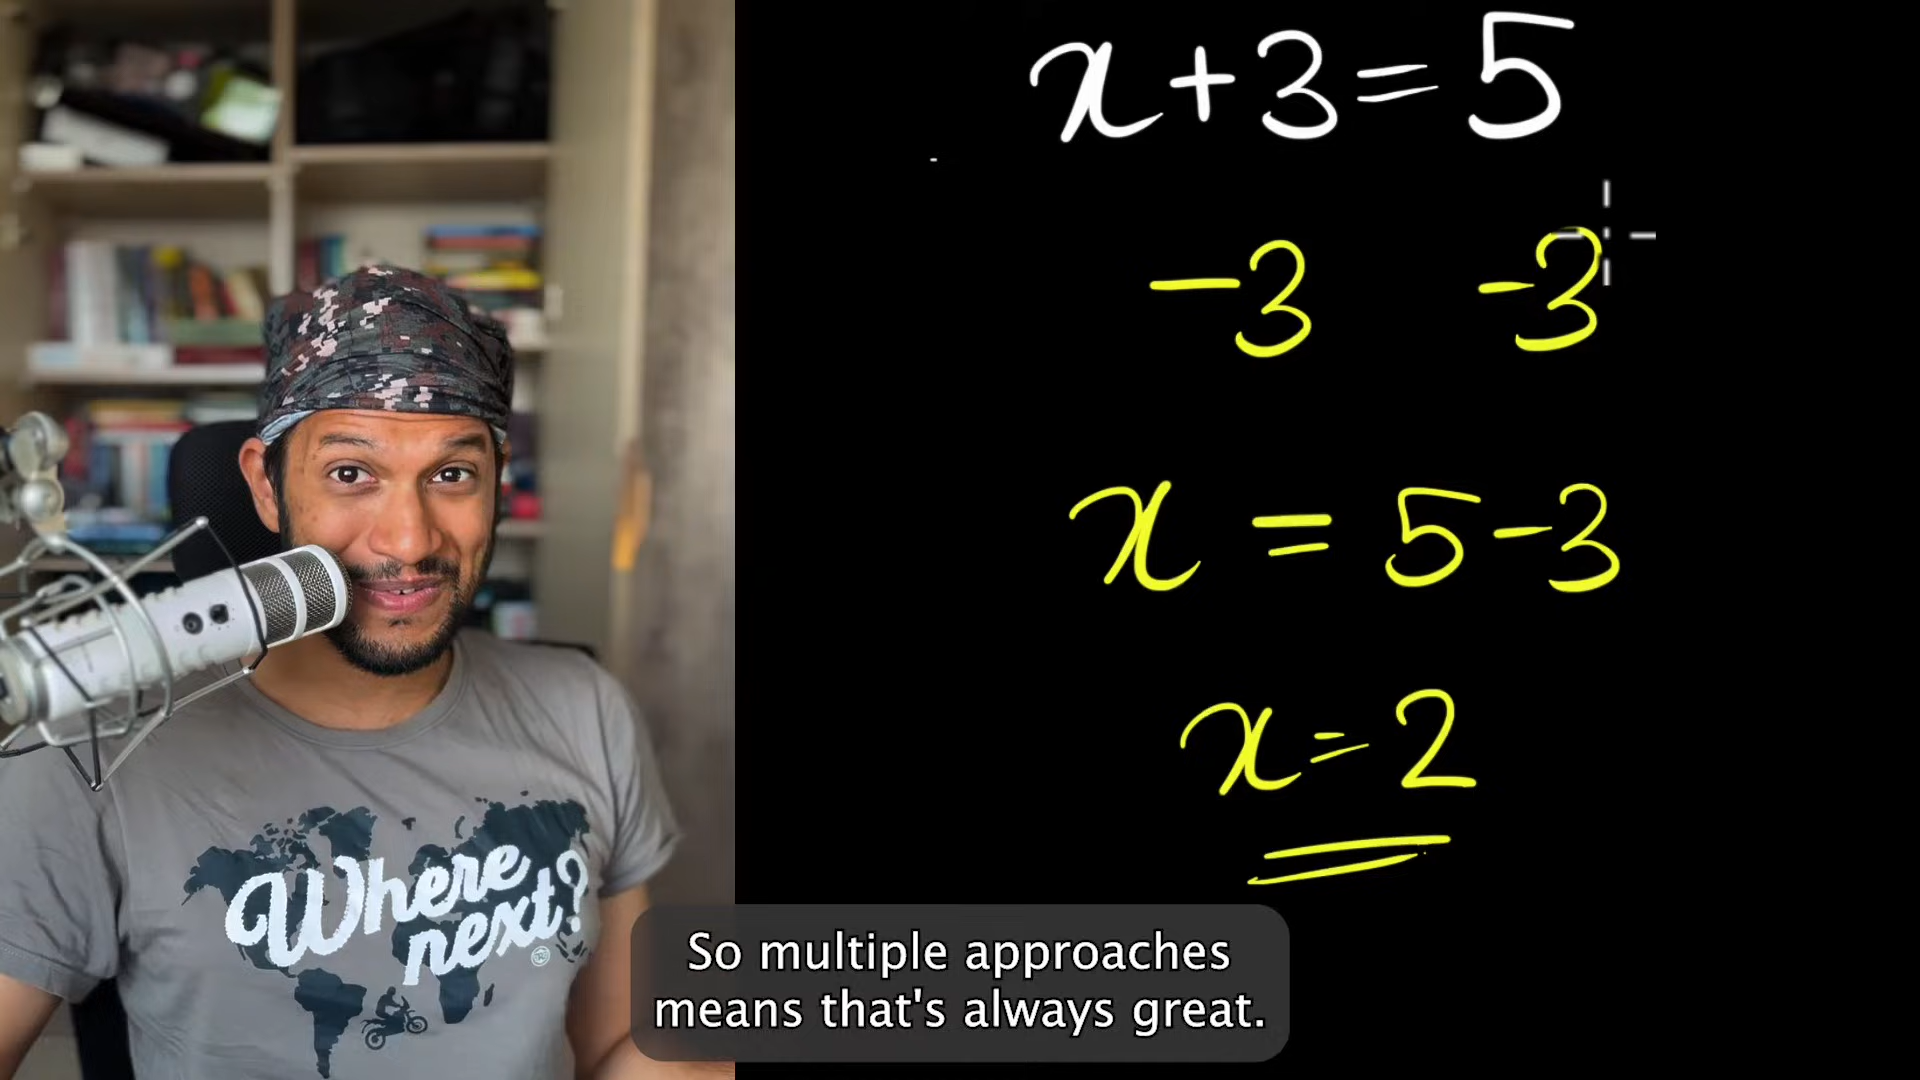 x+3=5
-3 -3
x = 5-3
x=2
Where
next?
So multiple approaches
means that's always great.